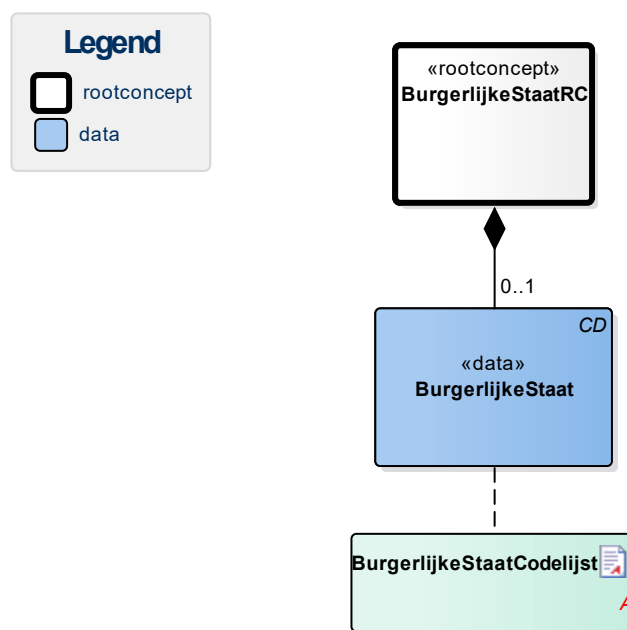 Legend
rootconcept
data
«rootconcept»
BurgerlijkeStaatRC
0..1
CD
«data»
BurgerlijkeStaat
BurgerlijkeStaatCodelijst
A